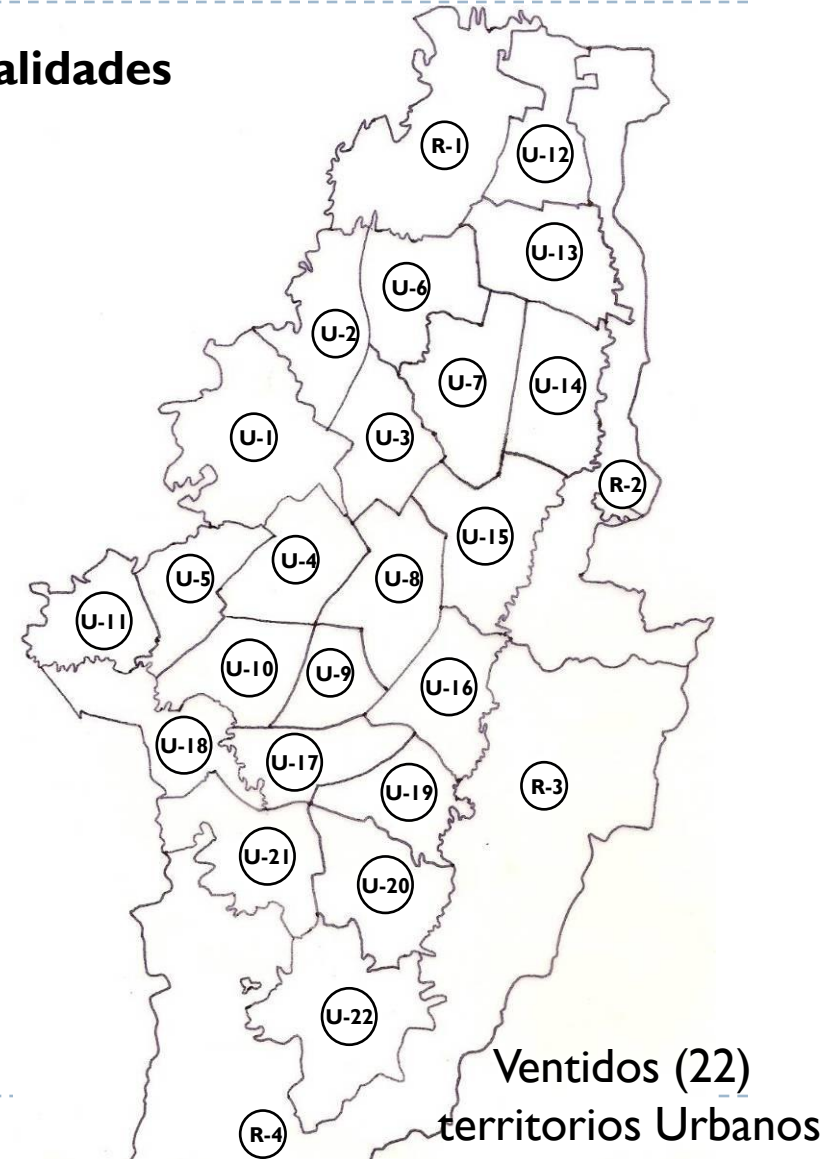 alidades
R-1
U-12
U-13
U-6
U-2
U-7
U-14
U-1
U-3
R-2
U-15
U-4
U-5
U-8
U-11
U-10
U-9
U-16
U-18
U-17
R-3
U-19
U-21
U-20
U-22
R-4
Ventidos (22)
territorios Urbanos